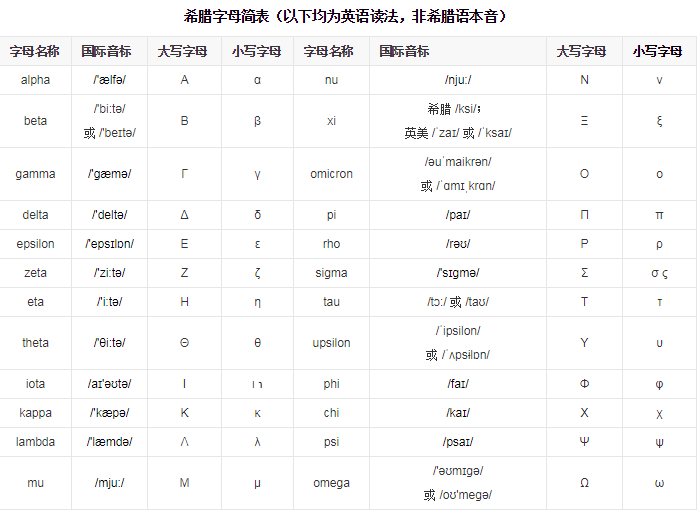 希腊字母简表（以下均为英语读法，非希腊语本音）
字母名称 国际音标 大写字母 小写字母 字母名称 国际音标 大写字母 小写字母
alpha /'ælfə/ Α α nu /nju:/ Ν ν
beta /'bi:tə/ 或 /'beɪtə/ Β β xi 希腊 /ksi/； 英美 /ˈzaɪ/ 或 /ˈksaɪ/ Ξ ξ
gamma /'gæmə/ Γ γ omicron /əuˈmaikrən/ 或 /ˈɑmɪˌkrɑn/ Ο ο
delta /'deltə/ Δ δ pi /paɪ/ Π π
epsilon /'epsɪlɒn/ Ε ε rho /rəʊ/ Ρ ρ
zeta /'zi:tə/ Ζ ζ sigma /'sɪɡmə/ Σ σ ς
eta /'i:tə/ Η η tau /tɔ:/ 或 /taʊ/ Τ τ
theta /'θi:tə/ Θ θ upsilon /ˈipsilon/ 或 /ˈʌpsɨlɒn/ Υ υ
iota /aɪ'əʊtə/ Ι phi /faɪ/ Φ φ
kappa /'kæpə/ Κ κ chi /kaɪ/ Χ χ
lambda /'læmdə/ Λ λ psi /psaɪ/ Ψ ψ
mu /mju:/ Μ μ omega /'əʊmɪɡə/ 或 /oʊ'meɡə/ Ω ω